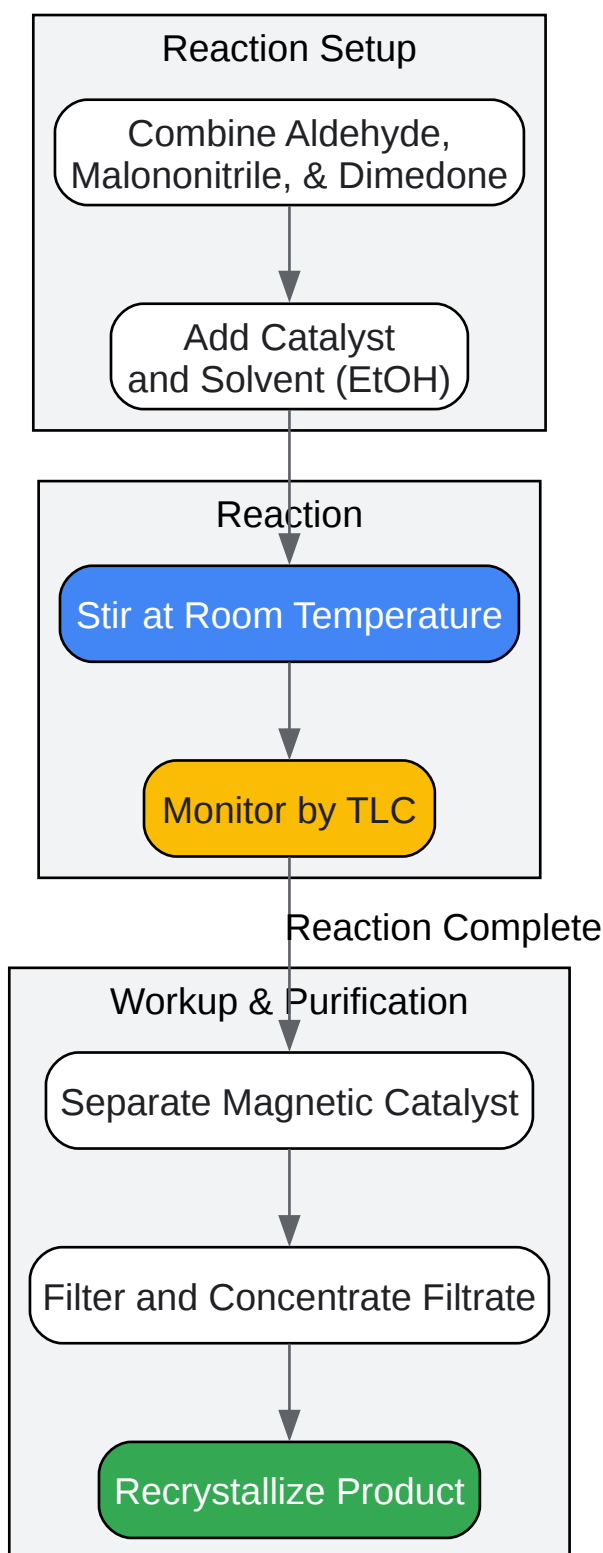 Reaction Setup
Combine Aldehyde,
Malononitrile, & Dimedone
Add Catalyst
and Solvent (EtOH)
Reaction
Stir at Room Temperature
Monitor by TLC
Reaction Complete
Workup & Purification
Separate Magnetic Catalyst
Filter and Concentrate Filtrate
Recrystallize Product